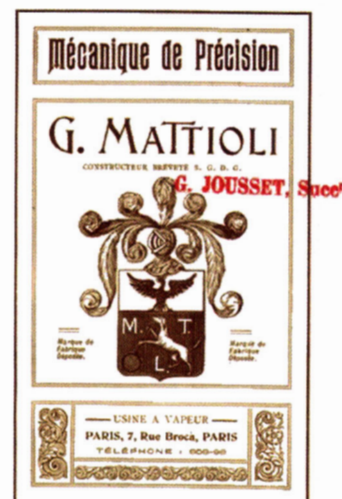 Mécanique de Précision
G. MATTIOLI
CONSTRUCTEUR BREVETÉ S. G. D. G.
G. JOUSSET, Succr
M. T.
L.
Marque de
Fabrique
Déposée.
Marque de
Fabrique
Déposée.
USINE A VAPEUR
PARIS, 7, Rue Broca, PARIS
TÉLÉPHONE :